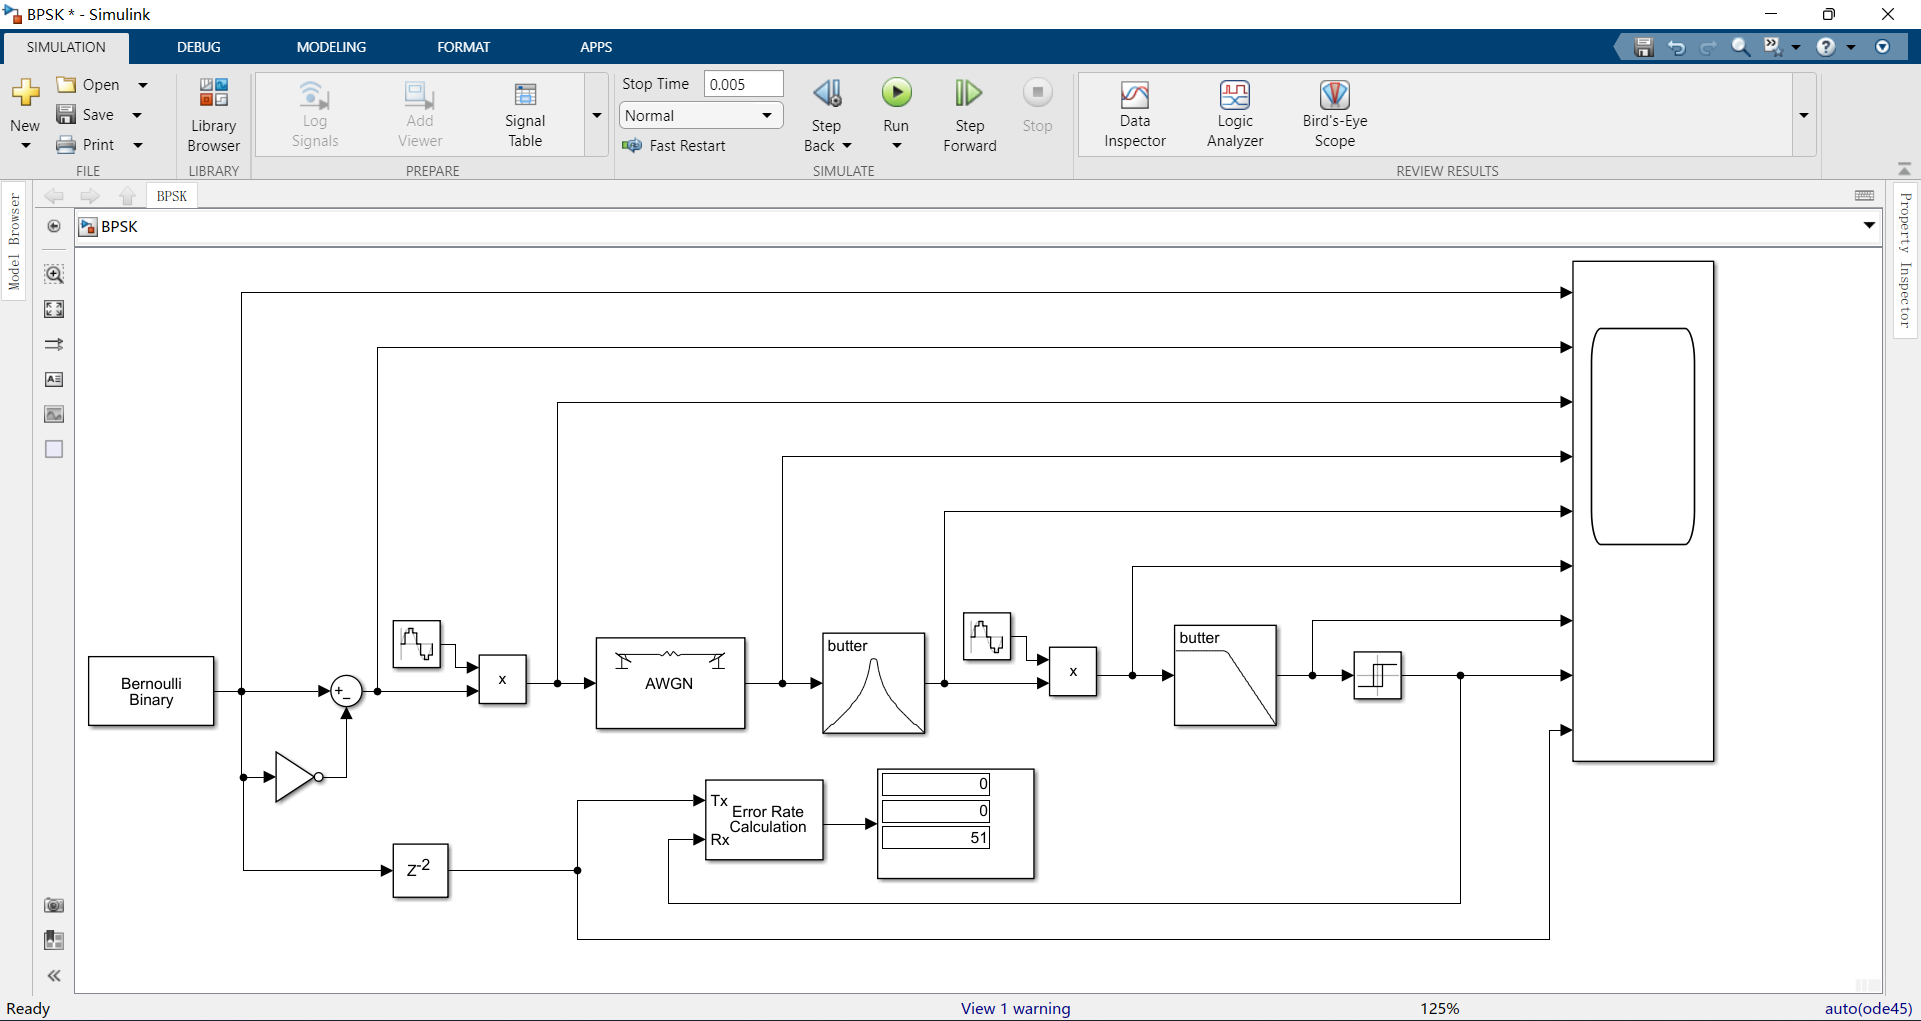 BPSK * - Simulink
SIMULATION
DEBUG
MODELING
FORMAT
APPS
New
Open
Save
Print
FILE
Library
Browser
LIBRARY
Log
Signals
Add
Viewer
Signal
Table
PREPARE
Stop Time
0.005
Normal
Fast Restart
Step
Back
Run
Step
Forward
Stop
SIMULATE
Data
Inspector
Logic
Analyzer
Bird's-Eye
Scope
REVIEW RESULTS
Model Browser
BPSK
BPSK
Property Inspector
Bernoulli
Binary
+
−
x
AWGN
butter
x
butter
Z-2
Tx
Rx
Error Rate
Calculation
0
0
51
Ready
View 1 warning
125%
auto(ode45)